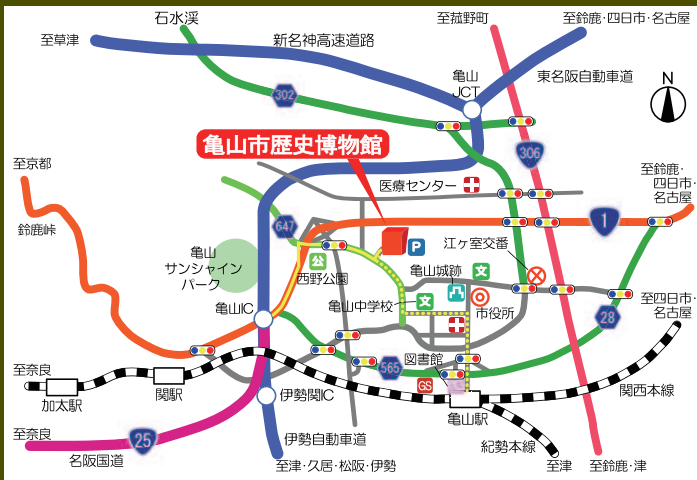 石水渓
至菰野町
至鈴鹿・四日市・名古屋
至草津
新名神高速道路
亀山
JCT
東名阪自動車道
N
302
亀山市歴史博物館
306
至京都
医療センター
至鈴鹿・
四日市・
名古屋
鈴鹿峠
647
1
P
江ヶ室交番
亀山
サンシャイン
パーク
公
西野公園
亀山城跡
文
亀山中学校
文
市役所
亀山IC
至四日市・
名古屋
28
図書館
565
至奈良
GS
関西本線
加太駅
関駅
伊勢関IC
亀山駅
至奈良
25
名阪国道
伊勢自動車道
紀勢本線
至津・久居・松阪・伊勢
至津
至鈴鹿・津